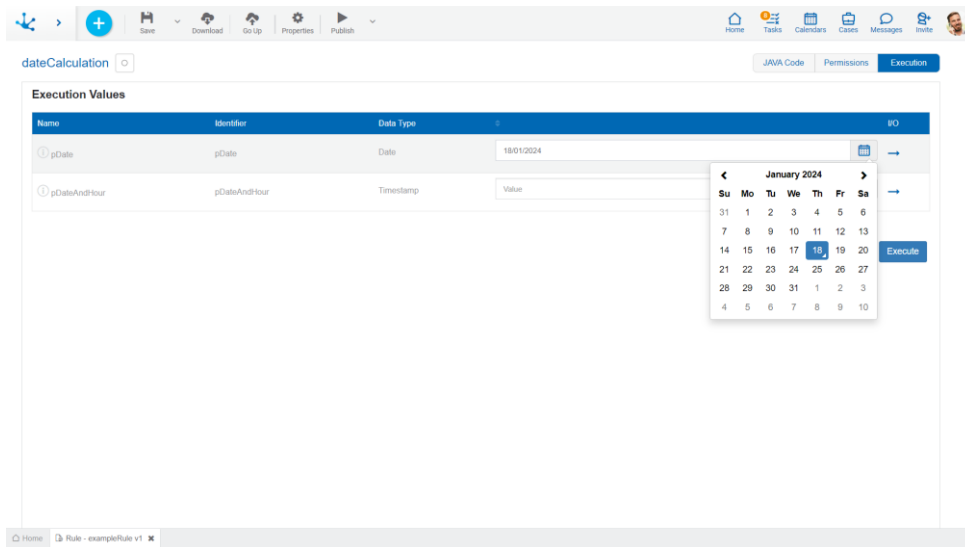 Save
Download
Go Up
Properties
Publish
Home
6
Tasks
Calendars
Cases
Messages
Invite
dateCalculation
JAVA Code
Permissions
Execution
Execution Values
Name Identifier Data Type I/O
pDate pDate Date 18/01/2024
pDateAndHour pDateAndHour Timestamp Value
January 2024
Su Mo Tu We Th Fr Sa
31 1 2 3 4 5 6
7 8 9 10 11 12 13
14 15 16 17 18 19 20
21 22 23 24 25 26 27
28 29 30 31 1 2 3
4 5 6 7 8 9 10
Execute
Home
Rule - exampleRule v1